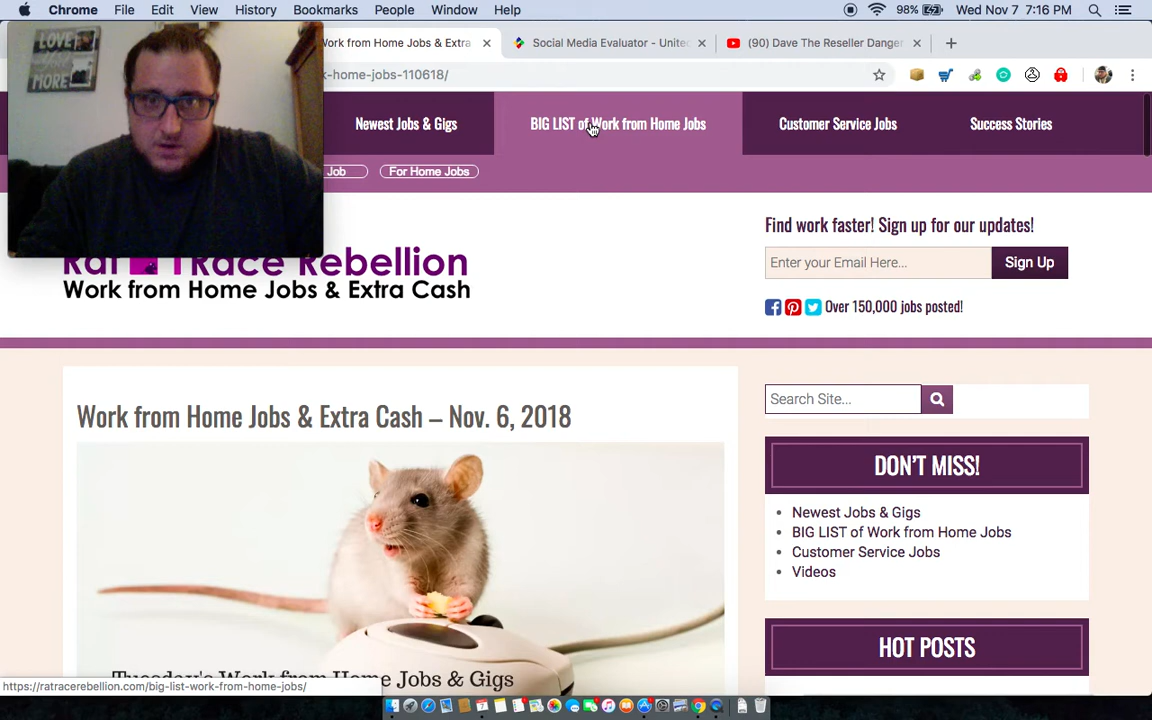 Chrome File Edit View History Bookmarks People Window Help 98% Wed Nov 7 7:16 PM
Work from Home Jobs & Extra Social Media Evaluator - Unite (90) Dave The Reseller Danger
k-home-jobs-110618/
LOVE
MORE
Newest Jobs & Gigs
BIG LIST of Work from Home Jobs
Customer Service Jobs
Success Stories
Job
For Home Jobs
Rat Race Rebellion
Work from Home Jobs & Extra Cash
Find work faster! Sign up for our updates!
Enter your Email Here... Sign Up
Over 150,000 jobs posted!
Work from Home Jobs & Extra Cash – Nov. 6, 2018
Tuesday's Work from Home Jobs & Gigs
Search Site...
DON'T MISS!
Newest Jobs & Gigs
BIG LIST of Work from Home Jobs
Customer Service Jobs
Videos
HOT POSTS
https://ratracerebellion.com/big-list-work-from-home-jobs/